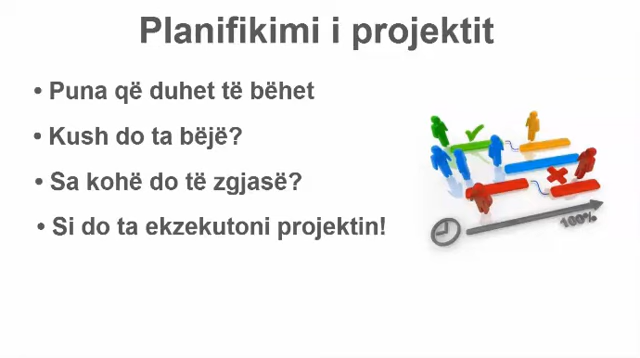 Planifikimi i projektit
• Puna që duhet të bëhet
• Kush do ta bëjë?
• Sa kohë do të zgjasë?
• Si do ta ekzekutoni projektin!
100%